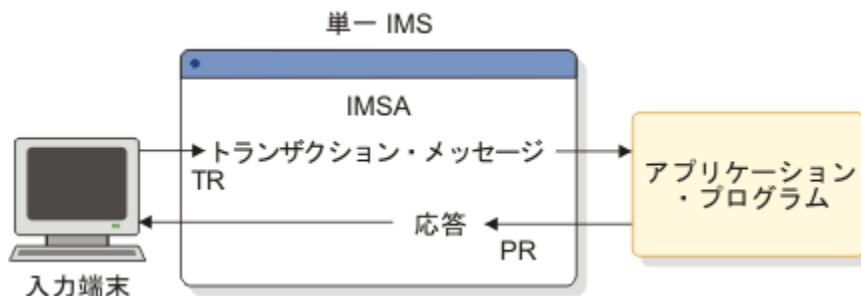 単一 IMS
IMSA
トランザクション・メッセージ
TR
アプリケーション
・プログラム
応答
PR
入力端末